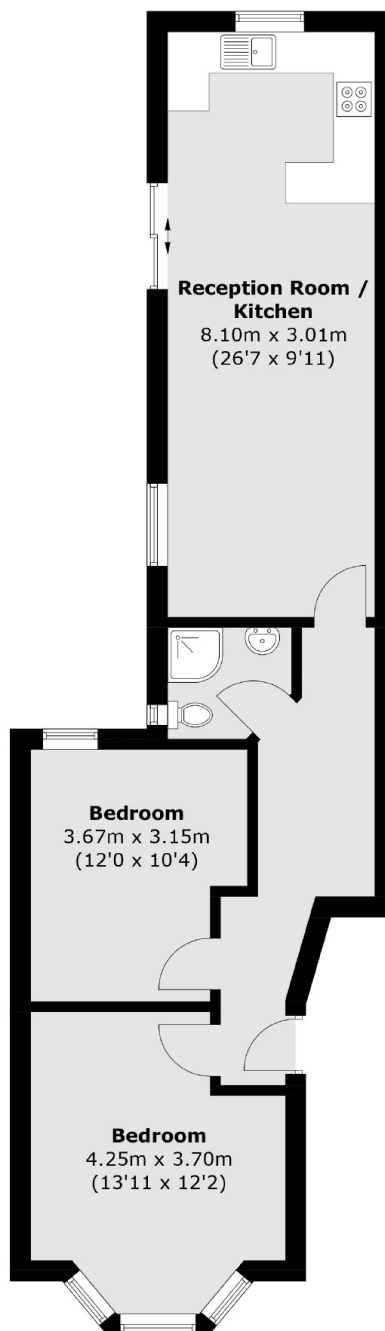 Reception Room /
Kitchen
8.10m x 3.01m
(26'7 x 9'11)
Bedroom
3.67m x 3.15m
(12'0 x 10'4)
Bedroom
4.25m x 3.70m
(13'11 x 12'2)